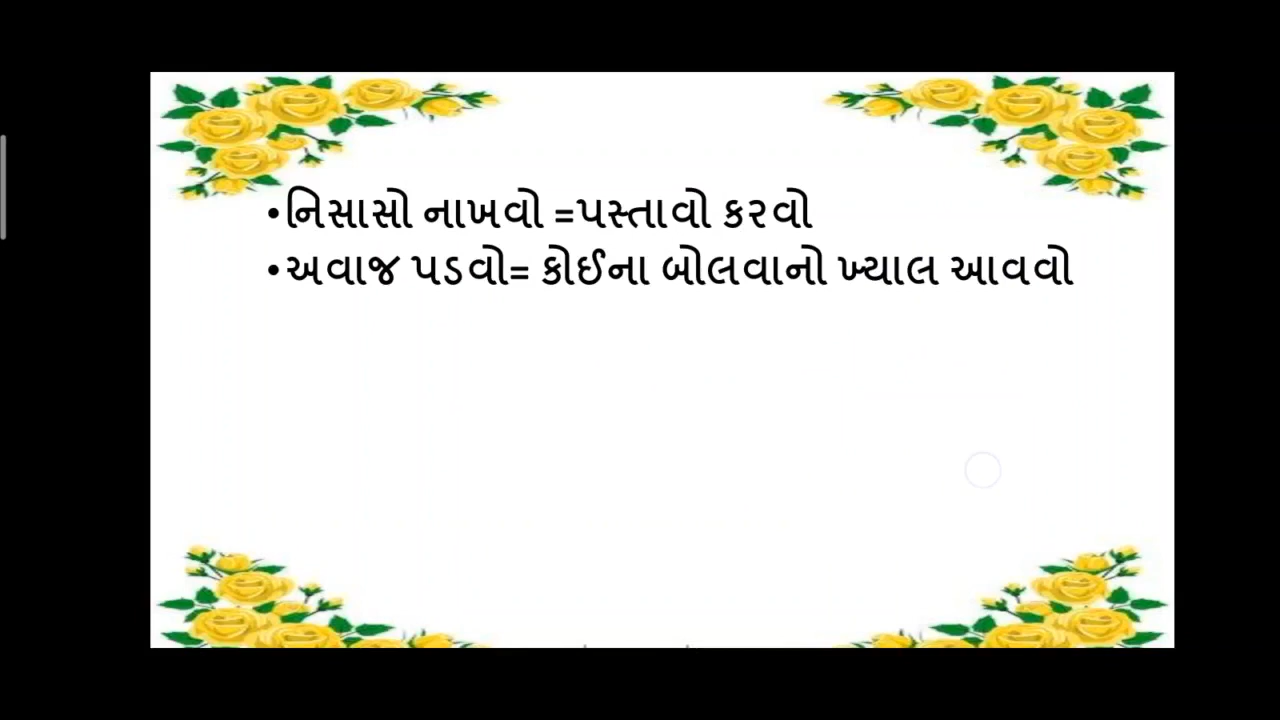 •નિસાસો નાખવો =પસ્તાવો કરવો
•અવાજ પડવો= કોઈના બોલવાનો ખ્યાલ આવવો